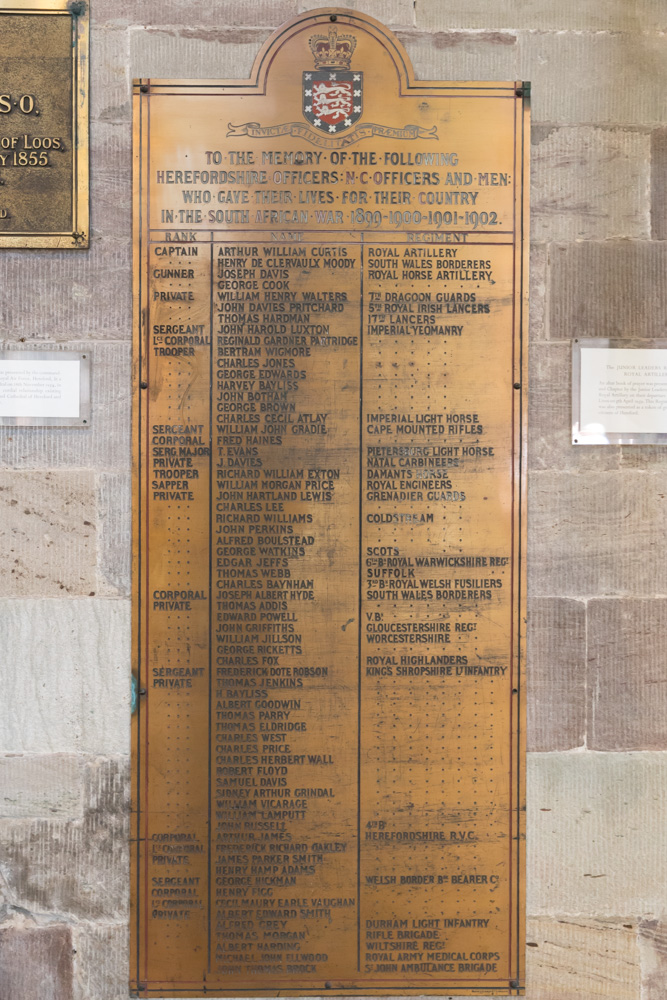 S.O.
OF LOOS,
Y 1855
INVICTÆ FIDELITATIS PRÆMIUM
TO·THE·MEMORY·OF·THE·FOLLOWING
HEREFORDSHIRE OFFICERS: N·C·OFFICERS AND MEN:
WHO·GAVE·THEIR·LIVES·FOR·THEIR·COUNTRY
IN·THE·SOUTH·AFRICAN·WAR·1899-1900-1901-1902.
RANK NAME REGIMENT
CAPTAIN ARTHUR WILLIAM CURTIS ROYAL ARTILLERY
HENRY DE CLERVAULX MOODY SOUTH WALES BORDERERS
GUNNER JOSEPH DAVIS ROYAL HORSE ARTILLERY
GEORGE COOK
PRIVATE WILLIAM HENRY WALTERS 7TH DRAGOON GUARDS
JOHN DAVIES PRITCHARD 5TH ROYAL IRISH LANCERS
THOMAS HARDMAN 17TH LANCERS
SERGEANT JOHN HAROLD LUXTON IMPERIAL YEOMANRY
LCE CORPORAL REGINALD GARDNER PARTRIDGE
TROOPER BERTRAM WIGMORE
CHARLES JONES
GEORGE EDWARDS
HARVEY BAYLISS
JOHN BOTHAM
GEORGE BROWN
CHARLES CECIL ATLAY IMPERIAL LIGHT HORSE
SERGEANT WILLIAM JOHN GRADIE CAPE MOUNTED RIFLES
CORPORAL FRED HAINES
SERG. MAJOR T. EVANS PIETERSBURG LIGHT HORSE
PRIVATE J. DAVIES NATAL CARBINEERS
TROOPER RICHARD WILLIAM EXTON DAMANTS HORSE
SAPPER WILLIAM MORGAN PRICE ROYAL ENGINEERS
PRIVATE JOHN HARTLAND LEWIS GRENADIER GUARDS
CHARLES LEE
RICHARD WILLIAMS COLDSTREAM
JOHN PERKINS
ALFRED BOULSTEAD
GEORGE WATKINS SCOTS
EDGAR JEFFS 6TH BN ROYAL WARWICKSHIRE REGT
THOMAS WEBB SUFFOLK
CHARLES BAYNHAM 3RD BN ROYAL WELSH FUSILIERS
CORPORAL JOSEPH ALBERT HYDE SOUTH WALES BORDERERS
PRIVATE THOMAS ADDIS
EDWARD POWELL V.BN
JOHN GRIFFITHS GLOUCESTERSHIRE REGT
WILLIAM JILLSON WORCESTERSHIRE
GEORGE RICKETTS
CHARLES FOX ROYAL HIGHLANDERS
SERGEANT FREDERICK DOTE ROBSON KING'S SHROPSHIRE LT INFANTRY
PRIVATE THOMAS JENKINS
H. BAYLISS
ALBERT GOODWIN
THOMAS PARRY
THOMAS ELDRIDGE
CHARLES WEST
CHARLES PRICE
CHARLES HERBERT WALL
ROBERT FLOYD
SAMUEL DAVIS
SIDNEY ARTHUR GRINDAL
WILLIAM VICARAGE
WILLIAM LAMPUTT
JOHN RUSSELL 4TH BN
CORPORAL ARTHUR JAMES HEREFORDSHIRE R.V.C.
LCE CORPORAL FREDERICK RICHARD OAKLEY
PRIVATE JAMES PARKER SMITH
HENRY HAMP ADAMS
SERGEANT GEORGE HICKMAN WELSH BORDER BDE BEARER CO
CORPORAL HENRY FIGG
LCE CORPORAL CECIL MAURY EARLE VAUGHAN
PRIVATE ALBERT EDWARD SMITH
ALFRED GREY DURHAM LIGHT INFANTRY
THOMAS MORGAN RIFLE BRIGADE
ALBERT HARDING WILTSHIRE REGT
MICHAEL JOHN ELLWOOD ROYAL ARMY MEDICAL CORPS
JOHN THOMAS BROCK ST JOHN AMBULANCE BRIGADE